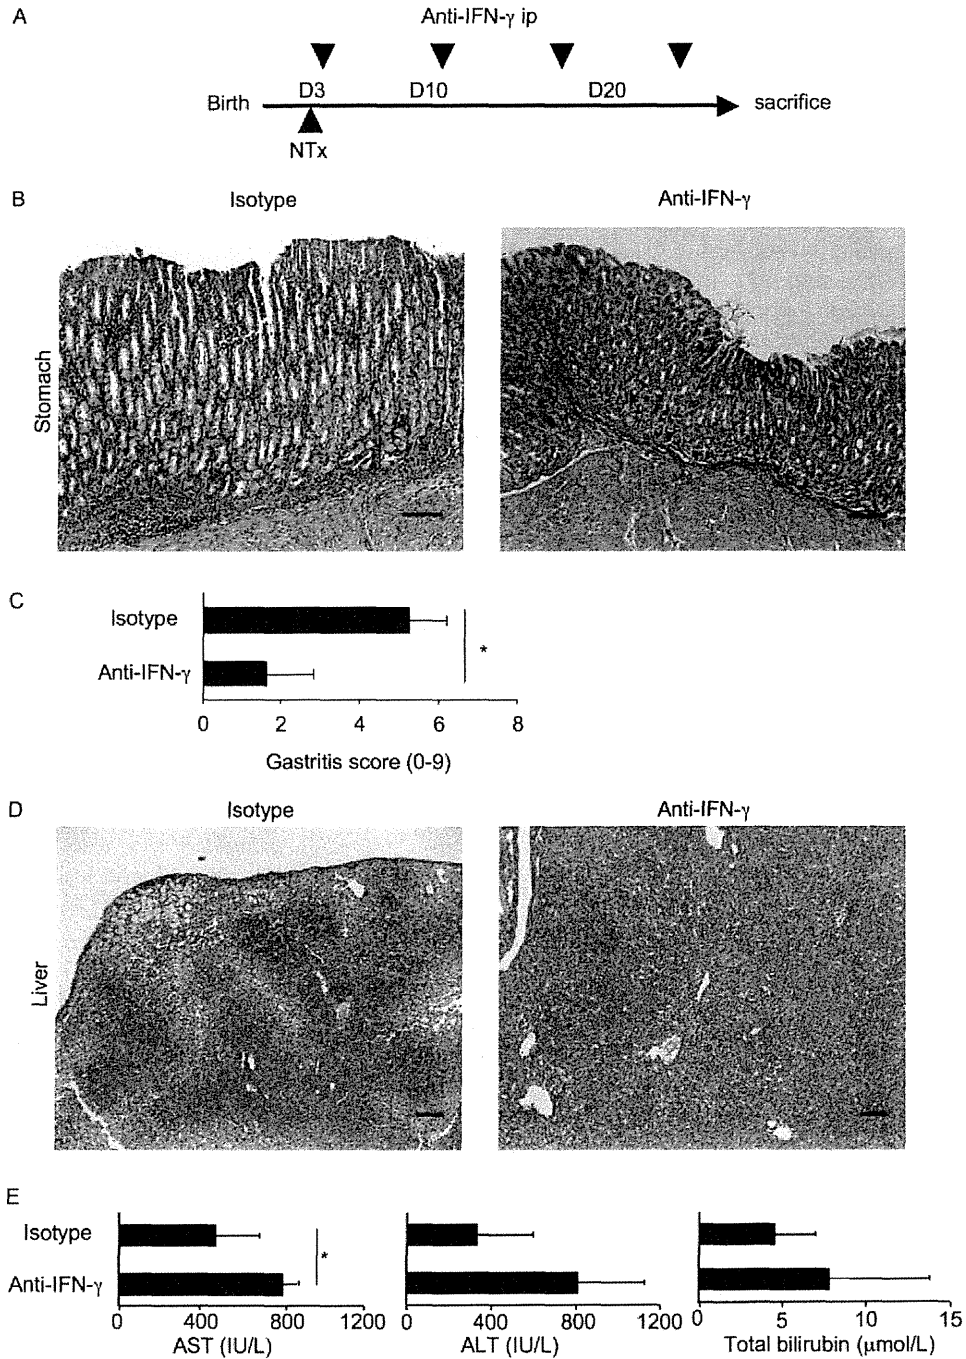 A
Anti-IFN-γ ip
D3 D10 D20
Birth sacrifice
NTx
B
Isotype Anti-IFN-γ
Stomach
C
Isotype
*
Anti-IFN-γ
0 2 4 6 8
Gastritis score (0-9)
D
Isotype Anti-IFN-γ
Liver
E
Isotype
*
Anti-IFN-γ
0 400 800 1200 0 400 800 1200 0 5 10 15
AST (IU/L) ALT (IU/L) Total bilirubin (μmol/L)